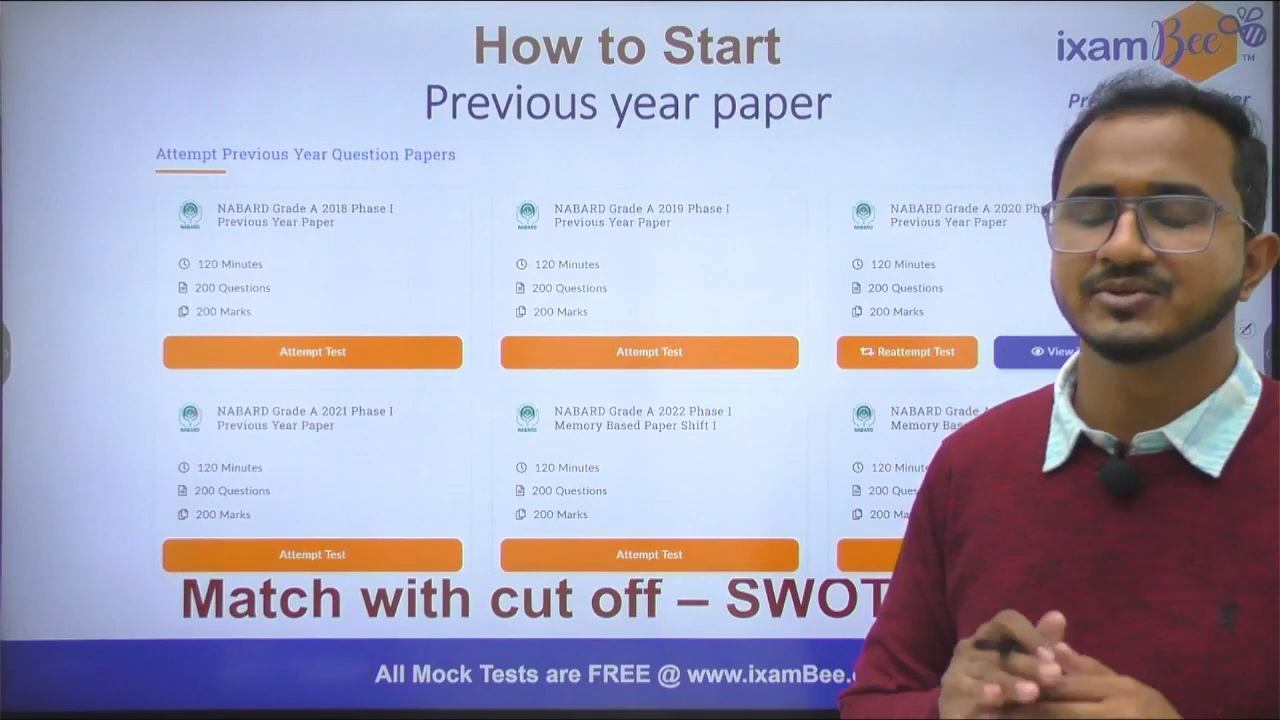 How to Start
Previous year paper
ixamBee™
Attempt Previous Year Question Papers
NABARD Grade A 2018 Phase I
Previous Year Paper
120 Minutes
200 Questions
200 Marks
Attempt Test
NABARD Grade A 2019 Phase I
Previous Year Paper
120 Minutes
200 Questions
200 Marks
Attempt Test
NABARD Grade A 2020
Previous Year Paper
120 Minutes
200 Questions
200 Marks
Reattempt Test
View
NABARD Grade A 2021 Phase I
Previous Year Paper
120 Minutes
200 Questions
200 Marks
Attempt Test
NABARD Grade A 2022 Phase 1
Memory Based Paper Shift I
120 Minutes
200 Questions
200 Marks
Attempt Test
NABARD Grade
Memory
120
200
200
Match with cut off – SWOT
All Mock Tests are FREE @ www.ixamBee.